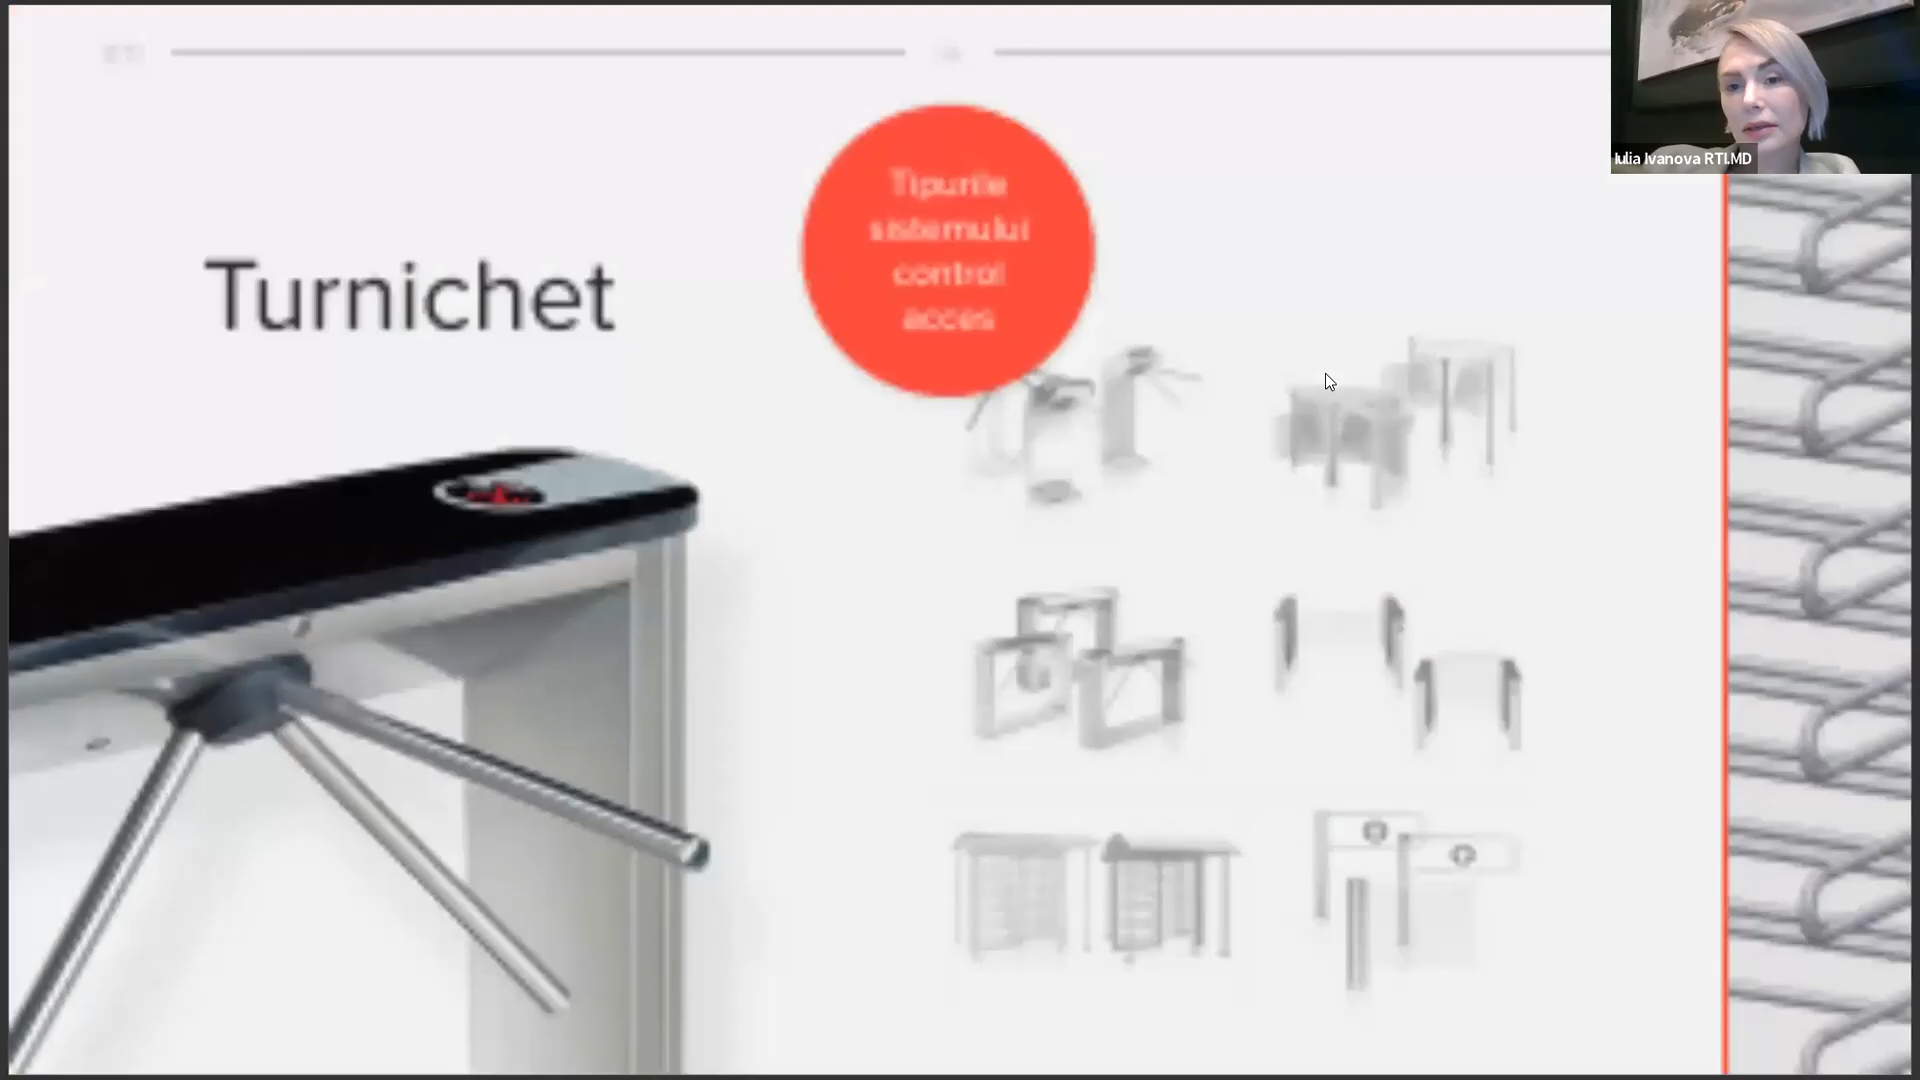 Turnichet
Tipurile
sistemului
control
acces
Iulia Ivanova RTI.MD